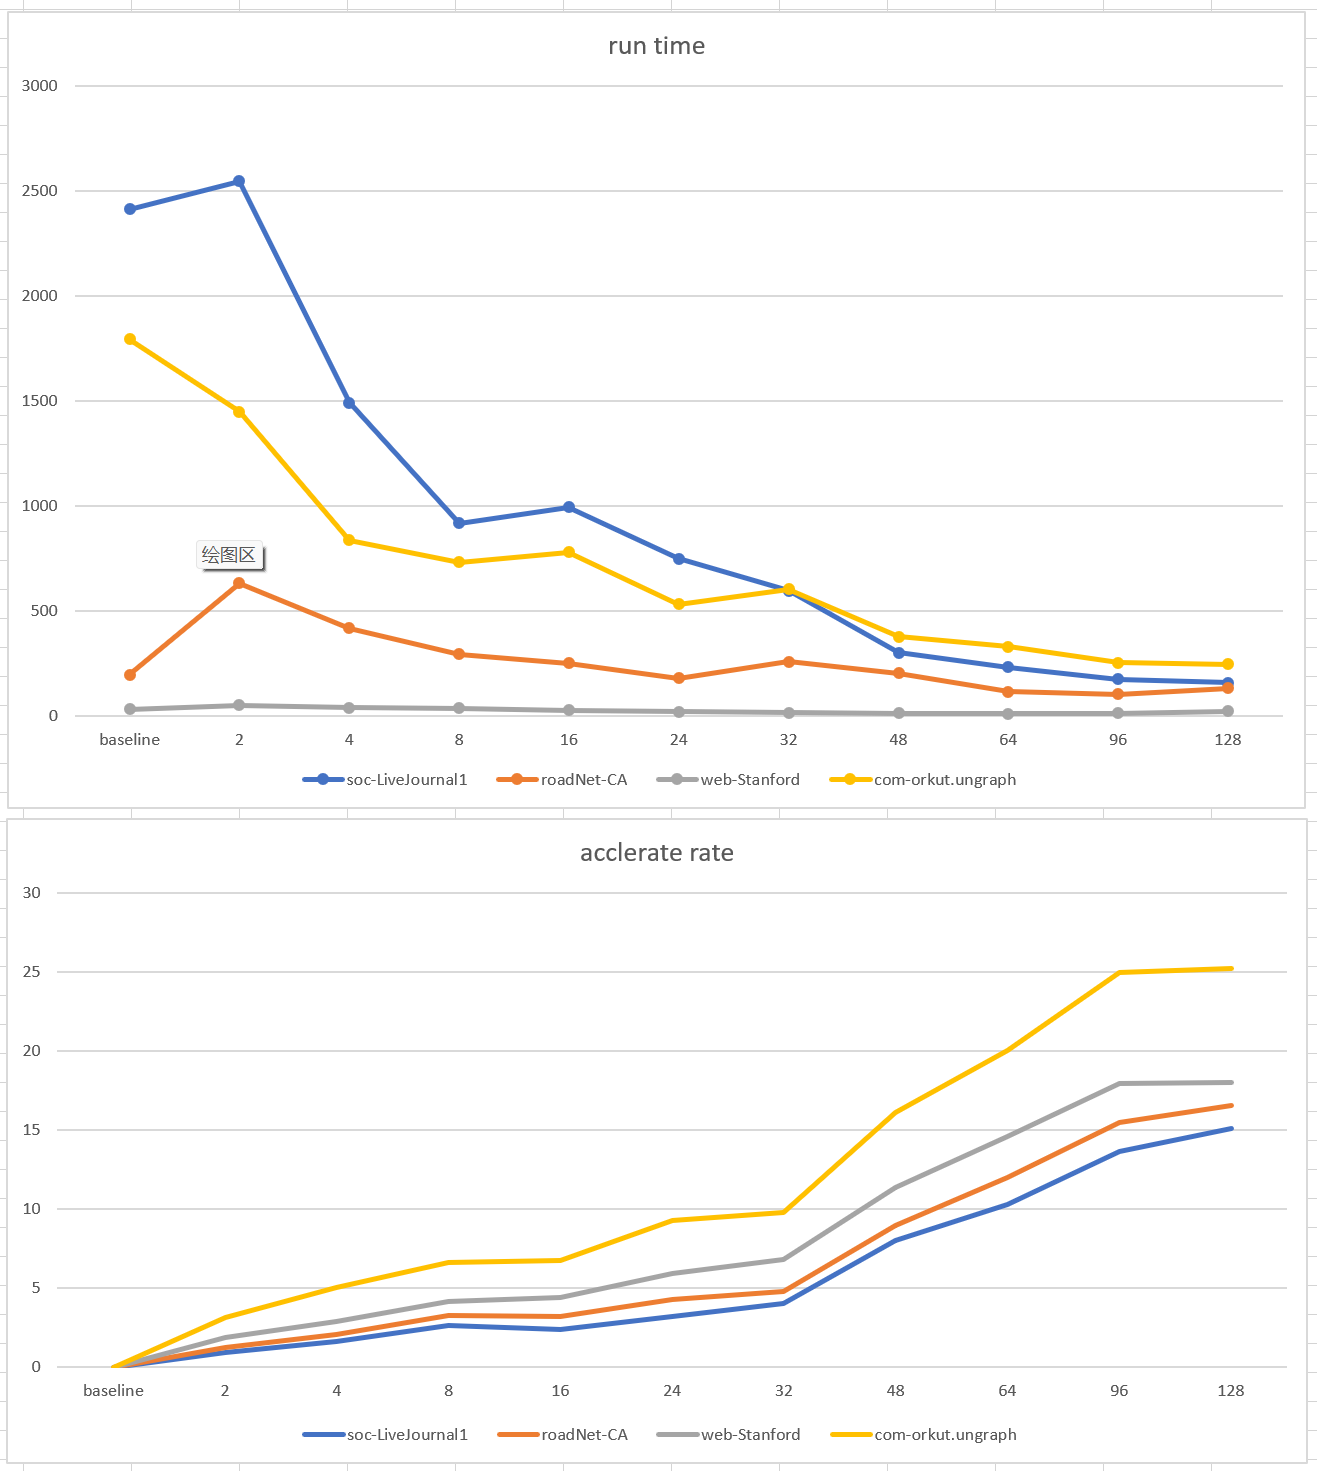 run time
3000
2500
2000
1500
1000
500
0
绘图区
baseline 2 4 8 16 24 32 48 64 96 128
soc-LiveJournal1 roadNet-CA web-Stanford com-orkut.ungraph
acclerate rate
30
25
20
15
10
5
0
baseline 2 4 8 16 24 32 48 64 96 128
soc-LiveJournal1 roadNet-CA web-Stanford com-orkut.ungraph